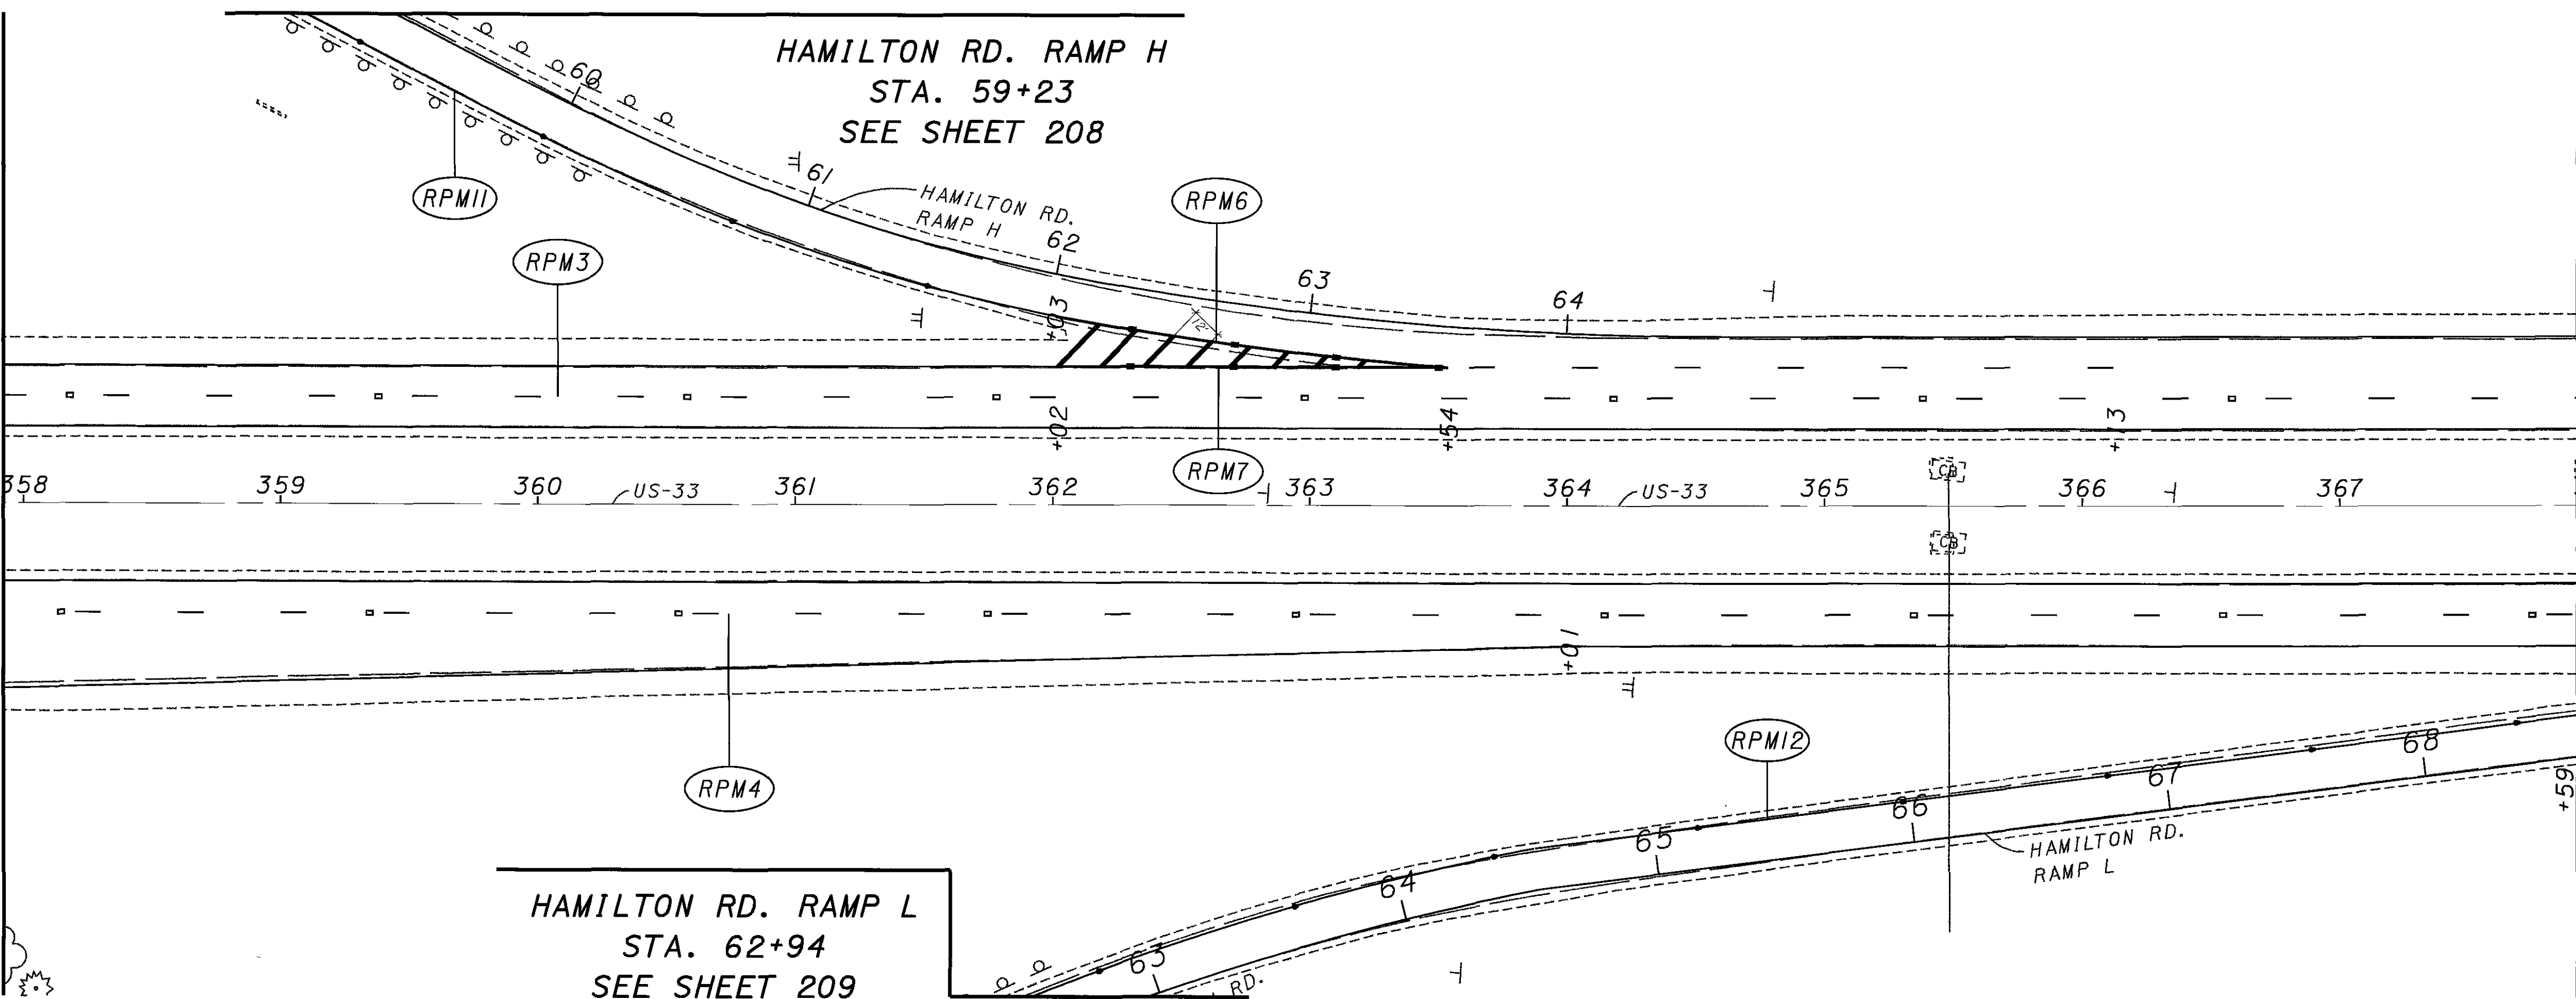 HAMILTON RD. RAMP H
STA. 59+23
SEE SHEET 208
60
61
HAMILTON RD.
RAMP H
RPM11
RPM6
RPM3
62
63
64
+03
12'
+02
+54
+13
RPM7
CB
358
359
360
US-33
361
362
363
364
US-33
365
366
367
CB
+01
RPM4
RPM12
68
67
66
65
64
63
+59
HAMILTON RD.
RAMP L
HAMILTON RD. RAMP L
STA. 62+94
SEE SHEET 209
RD.